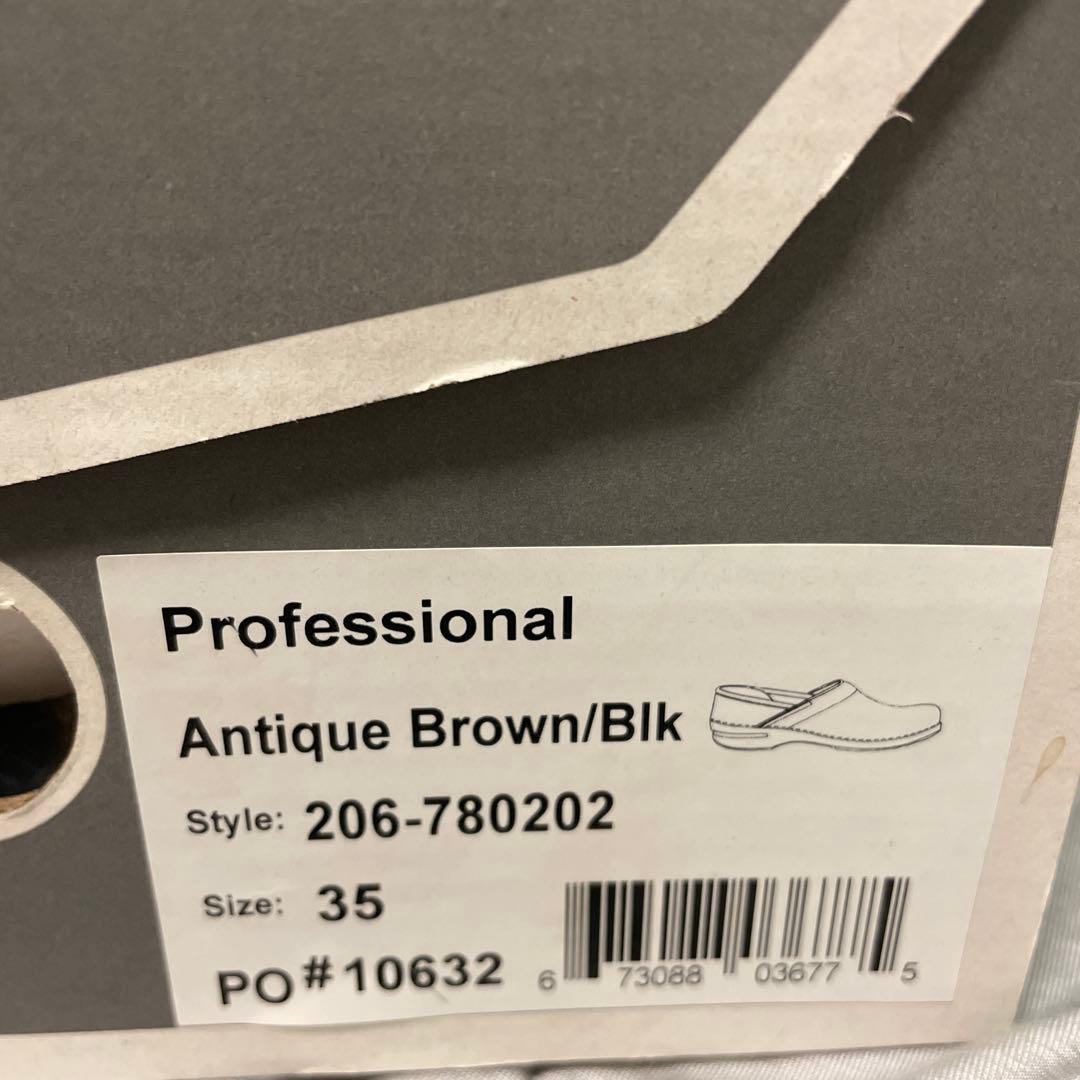 Professional
Antique Brown/Blk
Style: 206-780202
Size: 35
PO#10632
6 73088 03677 5